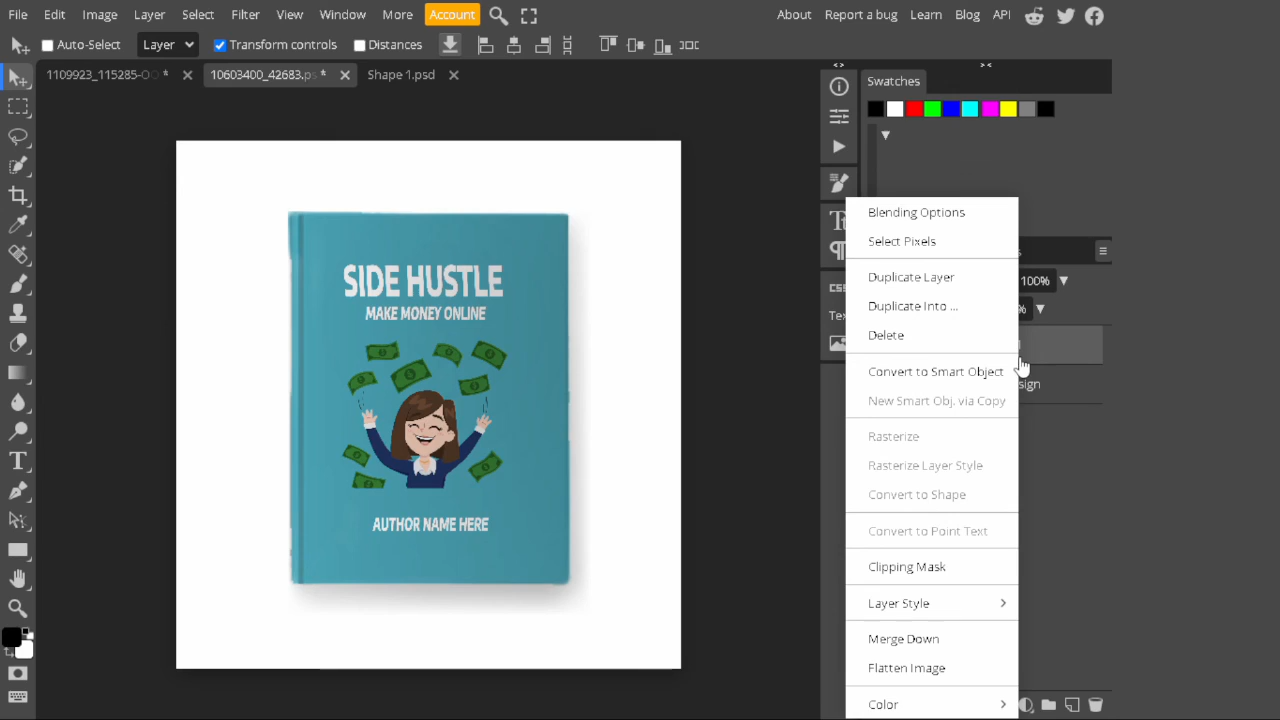 File Edit Image Layer Select Filter View Window More Account About Report a bug Learn Blog API
Auto-Select Layer Transform controls Distances
10603400_42683.ps * Shape 1.psd
Swatches
SIDE HUSTLE
MAKE MONEY ONLINE
AUTHOR NAME HERE
CSS
Blending Options
Select Pixels
Duplicate Layer
Duplicate Into ...
Delete
Convert to Smart Object
New Smart Obj. via Copy
Rasterize
Rasterize Layer Style
Convert to Shape
Convert to Point Text
Clipping Mask
Layer Style
Merge Down
Flatten Image
Color
100%
%